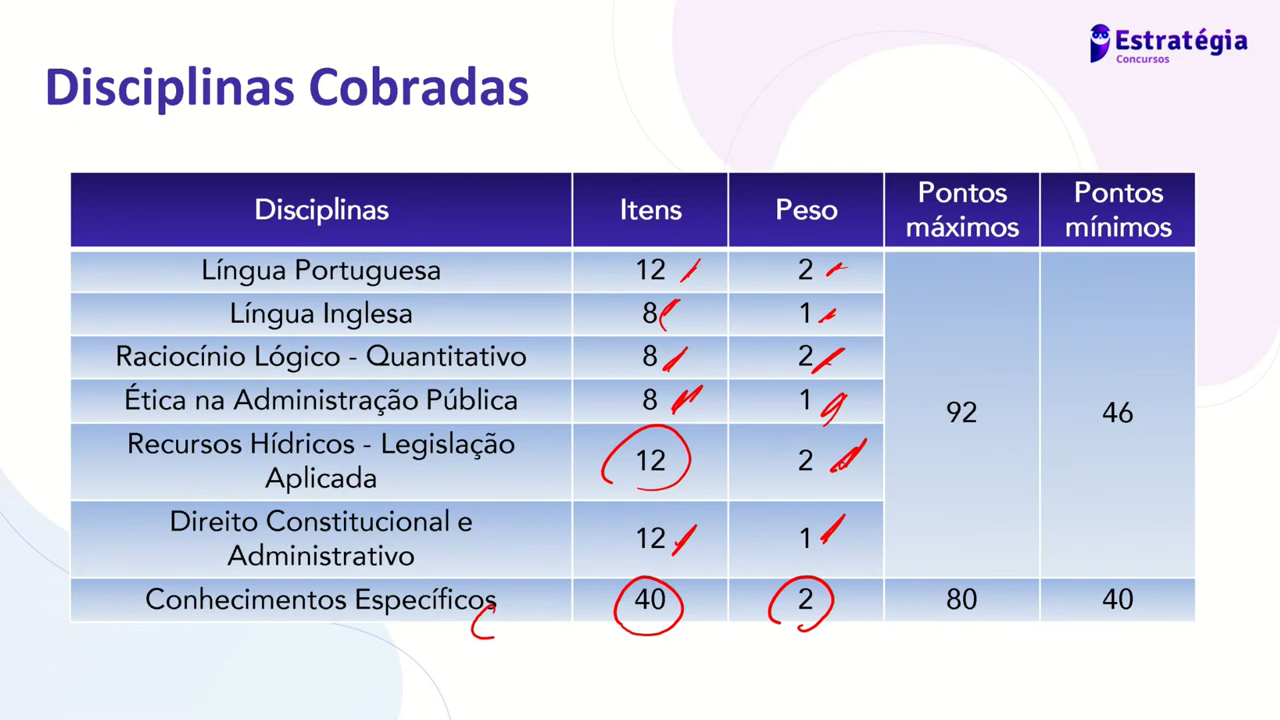 Estratégia
Concursos
Disciplinas Cobradas
Disciplinas Itens Peso Pontos máximos Pontos mínimos
Língua Portuguesa 12 2
Língua Inglesa 8 1
Raciocínio Lógico - Quantitativo 8 2
Ética na Administração Pública 8 1
92 46
Recursos Hídricos - Legislação
Aplicada 12 2
Direito Constitucional e
Administrativo 12 1
Conhecimentos Específicos 40 2 80 40